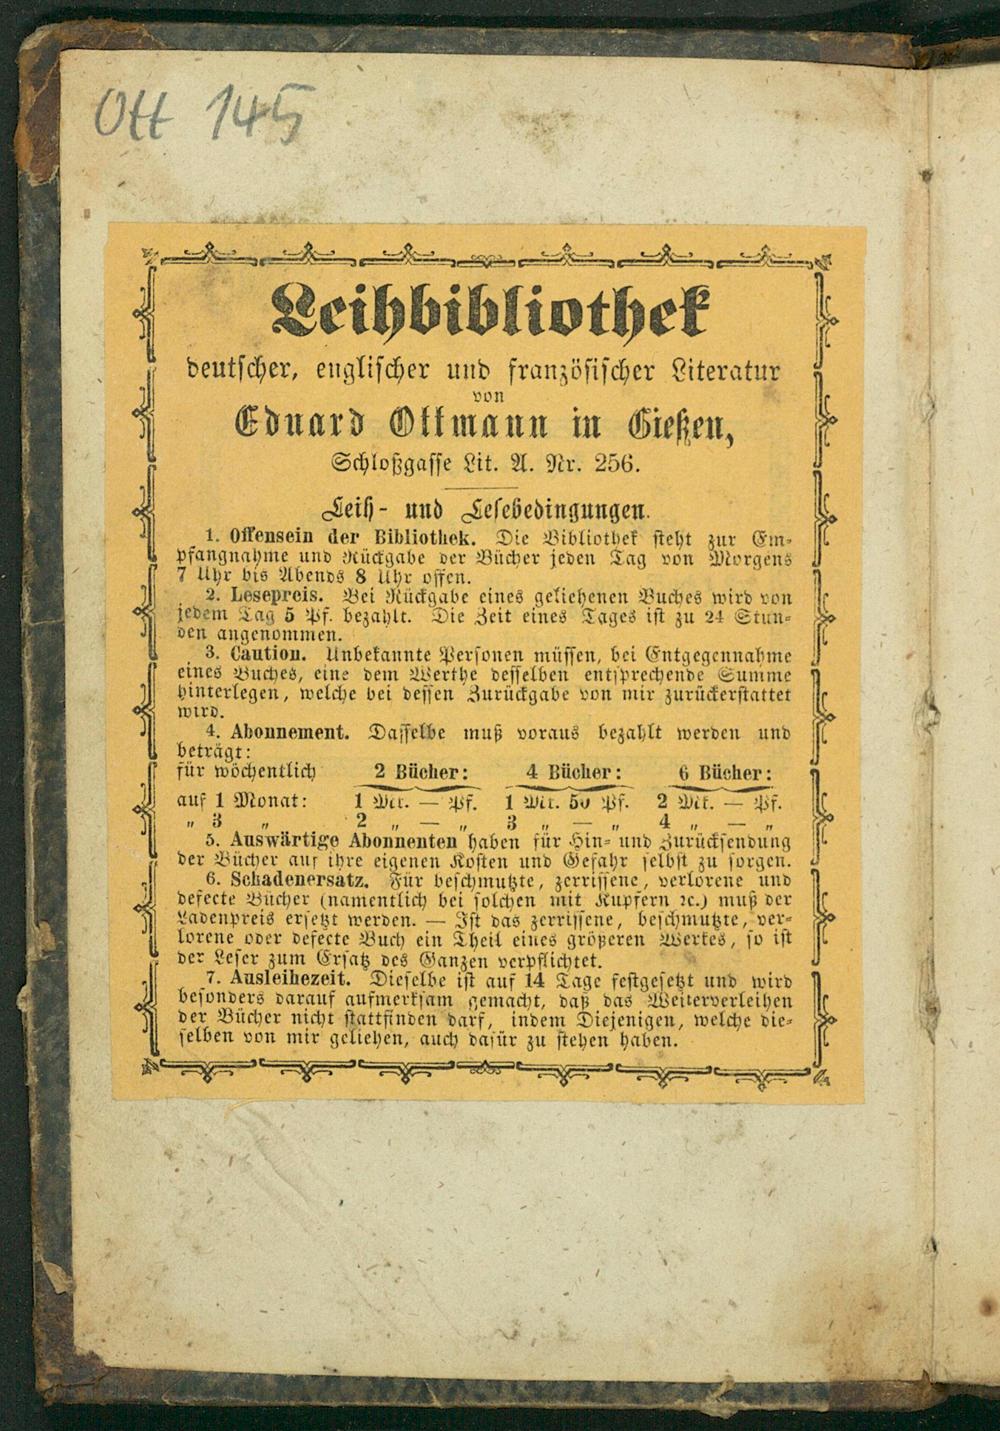 Ott 145
Leihbibliothek
deutscher, englischer und französischer Literatur
von
Eduard Ottmann in Gießen,
Schloßgasse Lit. A. Nr. 256.
Leih- und Lesebedingungen.
1. Offensein der Bibliothek. Die Bibliothek steht zur Em-
pfangnahme und Rückgabe der Bücher jeden Tag von Morgens
7 Uhr bis Abends 8 Uhr offen.
2. Lesepreis. Bei Rückgabe eines geliehenen Buches wird von
jedem Tag 5 Pf. bezahlt. Die Zeit eines Tages ist zu 24 Stun-
den angenommen.
3. Caution. Unbekannte Personen müssen, bei Entgegennahme
eines Buches, eine dem Werthe desselben entsprechende Summe
hinterlegen, welche bei dessen Zurückgabe von mir zurückerstattet
wird.
4. Abonnement. Dasselbe muß voraus bezahlt werden und
beträgt:
für wöchentlich 2 Bücher: 4 Bücher: 6 Bücher:
auf 1 Monat: 1 Mk. — Pf. 1 Mk. 50 Pf. 2 Mk. — Pf.
„ 3 „ 2 „ — „ 3 „ — „ 4 „ — „
5. Auswärtige Abonnenten haben für Hin- und Zurücksendung
der Bücher auf ihre eigenen Kosten und Gefahr selbst zu sorgen.
6. Schadenersatz. Für beschmutzte, zerrissene, verlorene und
defecte Bücher (namentlich bei solchen mit Kupfern ꝛc.) muß der
Ladenpreis ersetzt werden. — Ist das zerrissene, beschmutzte, ver-
lorene oder defecte Buch ein Theil eines größeren Werkes, so ist
der Leser zum Ersatz des Ganzen verpflichtet.
7. Ausleihezeit. Dieselbe ist auf 14 Tage festgesetzt und wird
besonders darauf aufmerksam gemacht, daß das Weiterverleihen
der Bücher nicht stattfinden darf, indem Diejenigen, welche die-
selben von mir geliehen, auch dafür zu stehen haben.